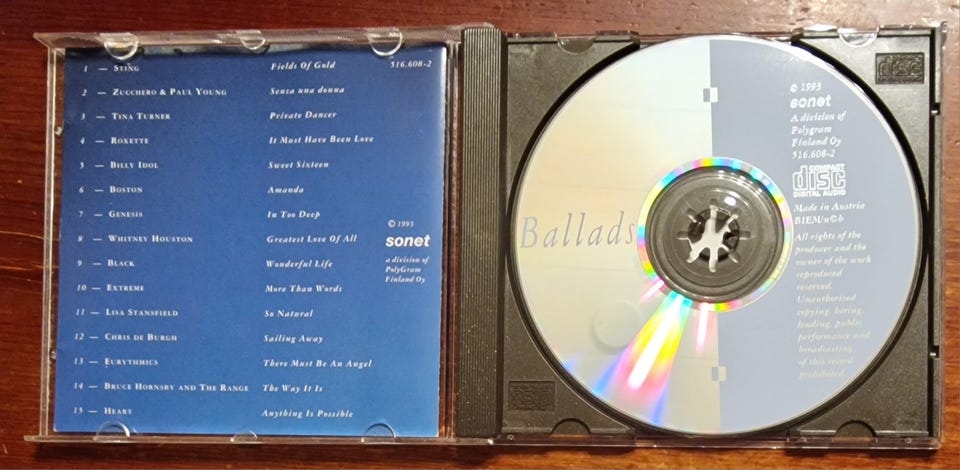 1 — Sting Fields Of Gold 516.608-2
2 — Zucchero & Paul Young Senza una donna
3 — Tina Turner Private Dancer
4 — Roxette It Must Have Been Love
5 — Billy Idol Sweet Sixteen
6 — Boston Amanda
7 — Genesis In Too Deep
8 — Whitney Houston Greatest Love Of All
9 — Black Wonderful Life
10 — Extreme More Than Words
11 — Lisa Stansfield So Natural
12 — Chris de Burgh Sailing Away
13 — Eurythmics There Must Be An Angel
14 — Bruce Hornsby and The Range The Way It Is
15 — Heart Anything Is Possible
© 1993
sonet
a division of
PolyGram
Finland Oy
Ballads
© 1993
sonet
A division of
Polygram
Finland Oy
516.608-2
COMPACT
disc
DIGITAL AUDIO
Made in Austria
BIEM/n©b
All rights of the
producer and the
owner of the work
reproduced
reserved.
Unauthorized
copying, hiring,
lending, public
performance and
broadcasting
of this record
prohibited.
disc